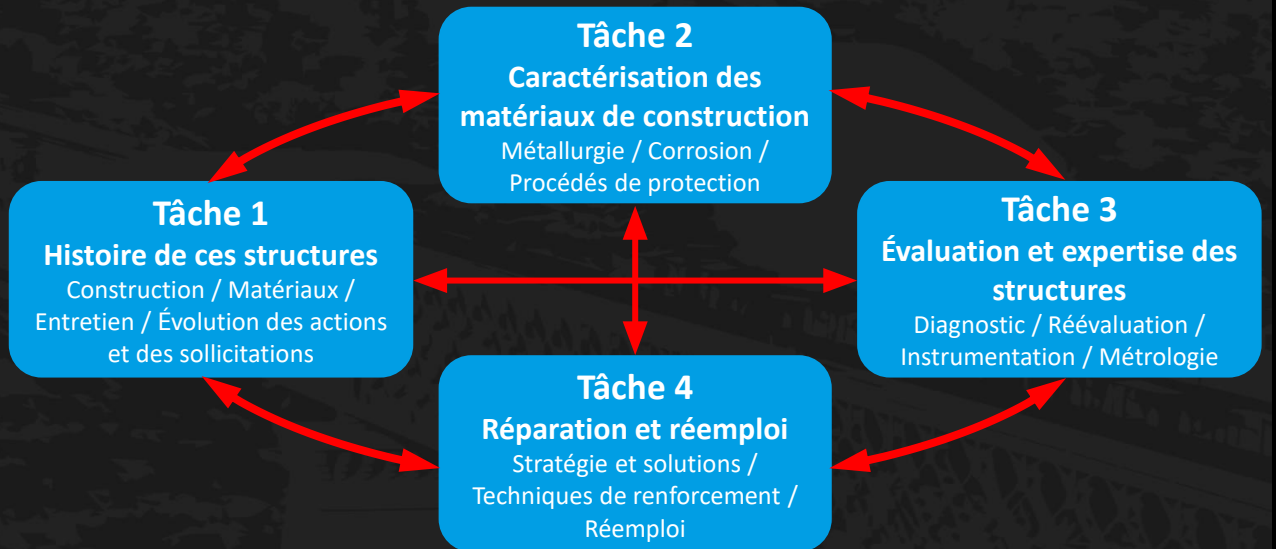 Tâche 2
Caractérisation des
matériaux de construction
Métallurgie / Corrosion /
Procédés de protection
Tâche 1
Histoire de ces structures
Construction / Matériaux /
Entretien / Évolution des actions
et des sollicitations
Tâche 3
Évaluation et expertise des
structures
Diagnostic / Réévaluation /
Instrumentation / Métrologie
Tâche 4
Réparation et réemploi
Stratégie et solutions /
Techniques de renforcement /
Réemploi